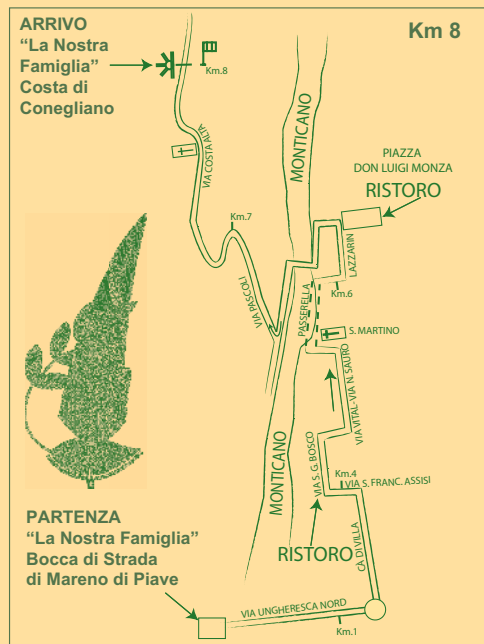 ARRIVO
“La Nostra
Famiglia”
Costa di
Conegliano
Km 8
Km.8
VIA COSTA ALTA
MONTICANO
PIAZZA
DON LUIGI MONZA
RISTORO
Km.7
LAZZARIN
VIA PASCOLI
PASSERELLA
Km.6
S. MARTINO
VIA VITAL-VIA N. SAURO
MONTICANO
VIA S. G. BOSCO
Km.4
VIA S. FRANC. ASSISI
PARTENZA
“La Nostra Famiglia”
Bocca di Strada
di Mareno di Piave
RISTORO
CÀ DI VILLA
VIA UNGHERESCA NORD
Km.1